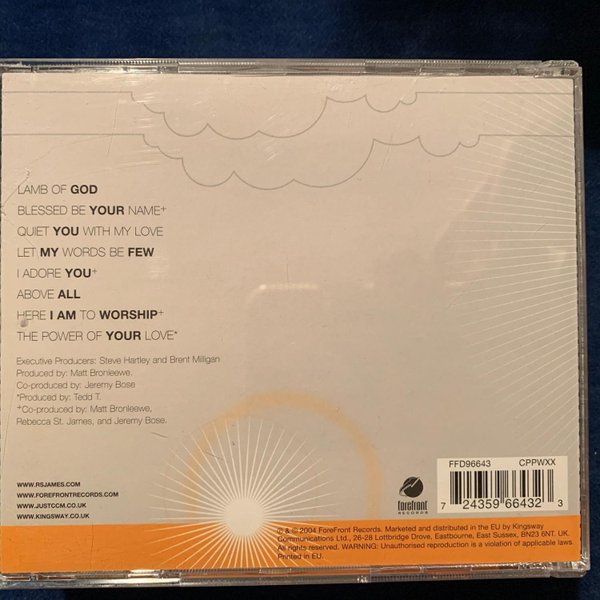 LAMB OF GOD
BLESSED BE YOUR NAME+
QUIET YOU WITH MY LOVE
LET MY WORDS BE FEW
I ADORE YOU+
ABOVE ALL
HERE I AM TO WORSHIP+
THE POWER OF YOUR LOVE*
Executive Producers: Steve Hartley and Brent Milligan
Produced by: Matt Bronleewe.
Co-produced by: Jeremy Bose
*Produced by: Tedd T.
+Co-produced by: Matt Bronleewe,
Rebecca St. James, and Jeremy Bose.
WWW.RSJAMES.COM
WWW.FOREFRONTRECORDS.COM
WWW.JUSTCCM.CO.UK
WWW.KINGSWAY.CO.UK
forefront
RECORDS
FFD96643 CPPWXX
7 24359 66432 3
℗ & © 2004 ForeFront Records. Marketed and distributed in the EU by Kingsway
Communications Ltd., 26-28 Lottbridge Drove, Eastbourne, East Sussex, BN23 6NT. UK.
All rights reserved. WARNING: Unauthorised reproduction is a violation of applicable laws.
Printed in EU.